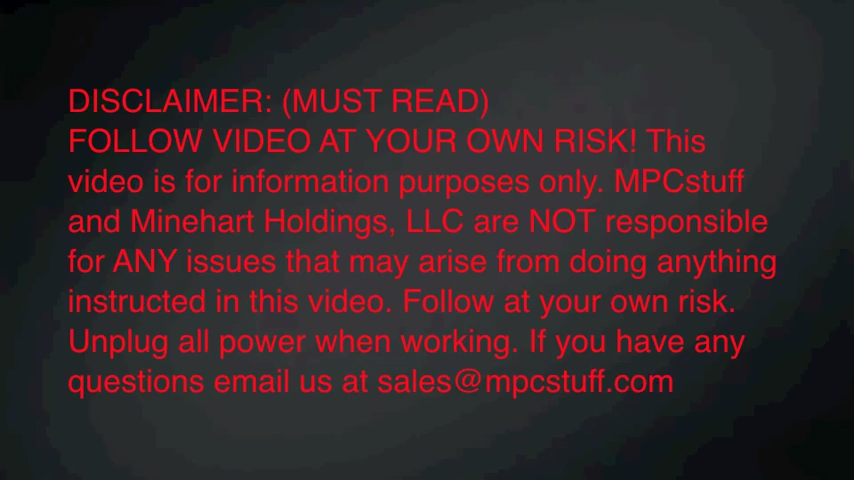 DISCLAIMER: (MUST READ)
FOLLOW VIDEO AT YOUR OWN RISK! This
video is for information purposes only. MPCstuff
and Minehart Holdings, LLC are NOT responsible
for ANY issues that may arise from doing anything
instructed in this video. Follow at your own risk.
Unplug all power when working. If you have any
questions email us at sales@mpcstuff.com